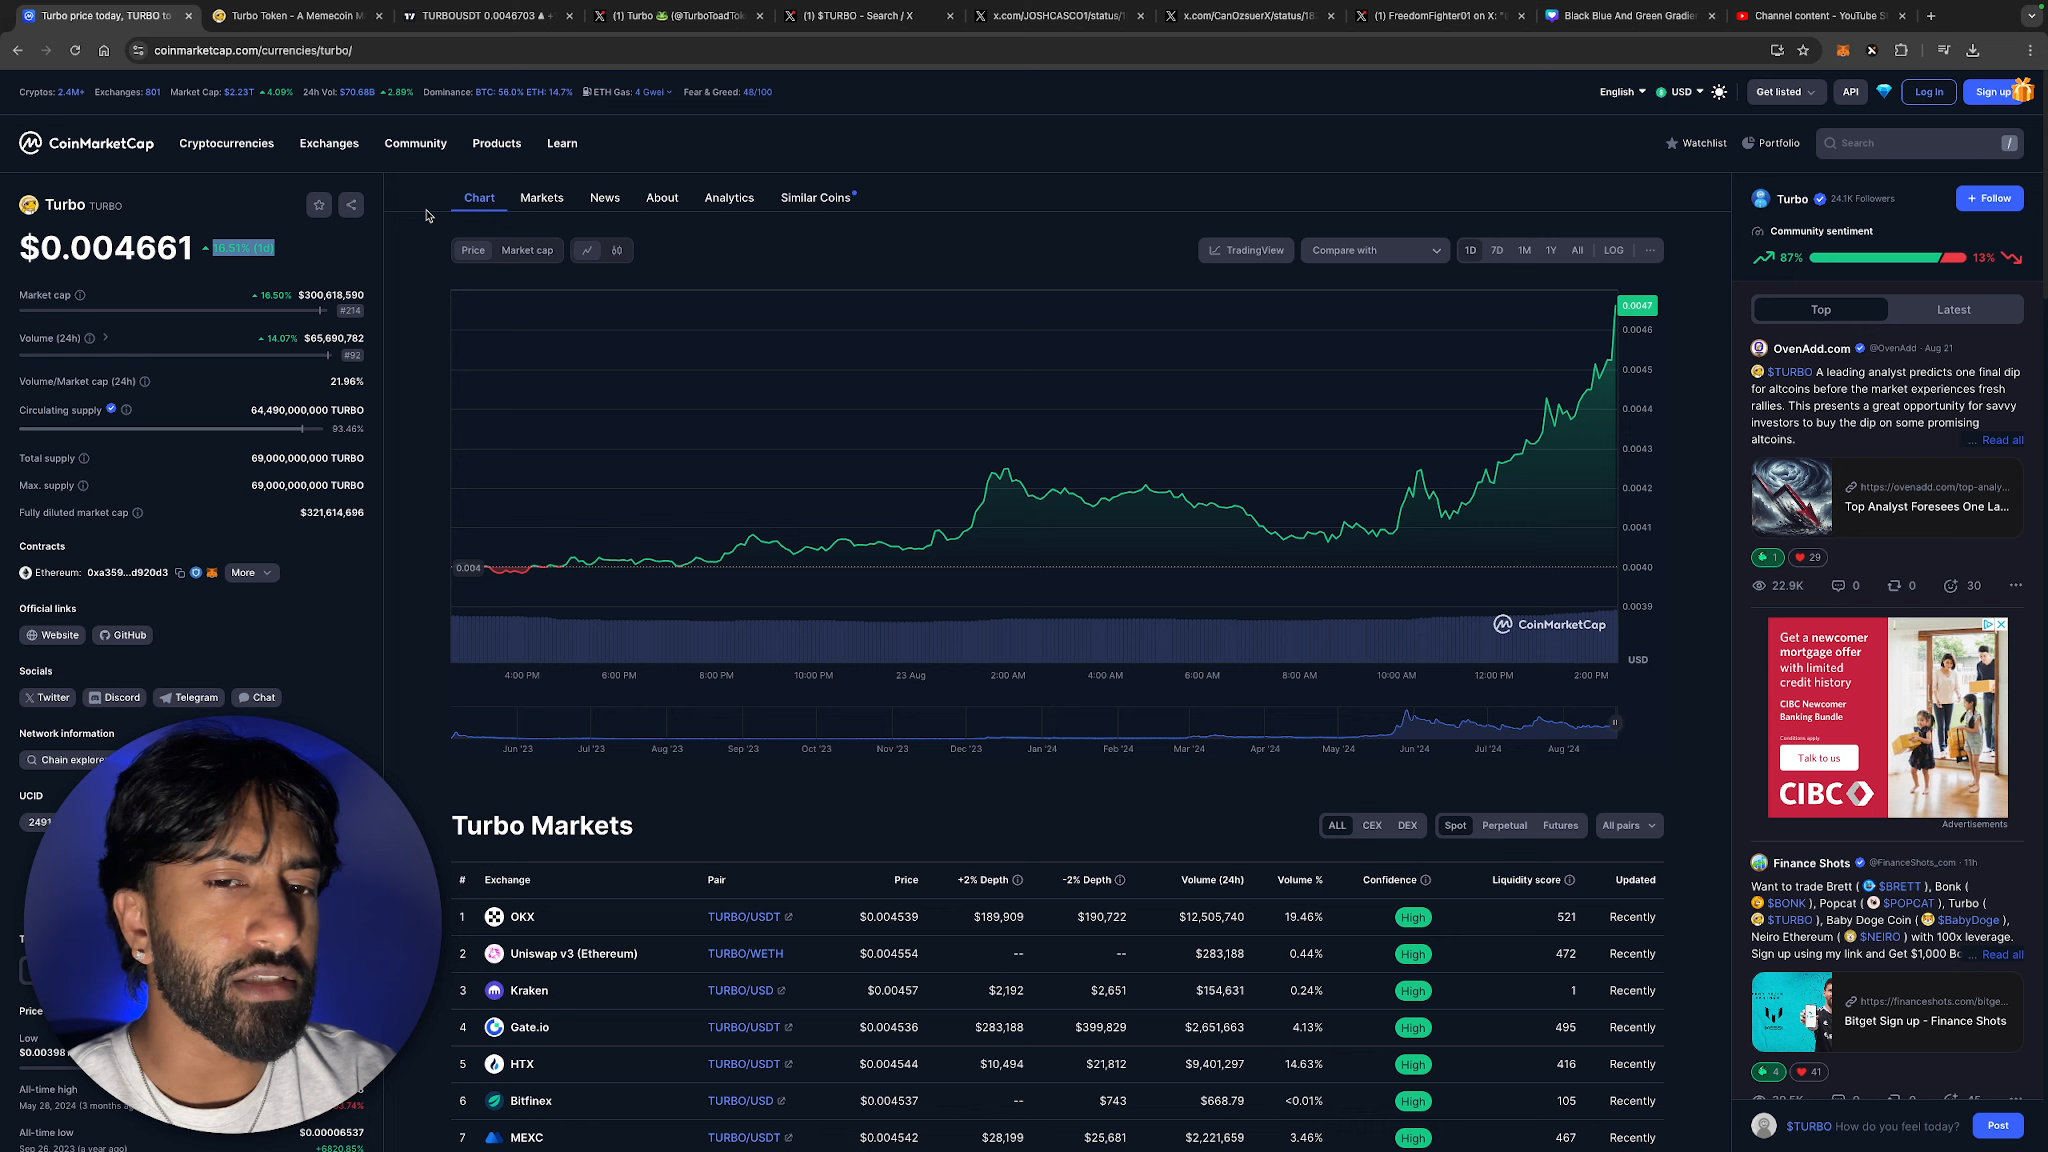 Turbo price today, TURBO to
Turbo Token - A Memecoin M
TURBOUSDT 0.0046703 ▲ +
(1) Turbo 🐸 (@TurboToadTok
(1) $TURBO - Search / X
x.com/JOSHCASCO1/status/1
x.com/CanOzsuerX/status/18
(1) FreedomFighter01 on X: "
Black Blue And Green Gradie
Channel content - YouTube S
coinmarketcap.com/currencies/turbo/
Cryptos: 2.4M+ Exchanges: 801 Market Cap: $2.23T ▲ 4.09% 24h Vol: $70.68B ▲ 2.89% Dominance: BTC: 56.0% ETH: 14.7% ETH Gas: 4 Gwei Fear & Greed: 48/100
English USD Get listed API Log In Sign up
CoinMarketCap Cryptocurrencies Exchanges Community Products Learn
Watchlist Portfolio Search /
Turbo TURBO
$0.004661 ▲ 16.51% (1d)
Market cap ▲ 16.50% $300,618,590
#214
Volume (24h) ▲ 14.07% $65,690,782
#92
Volume/Market cap (24h) 21.96%
Circulating supply 64,490,000,000 TURBO
93.46%
Total supply 69,000,000,000 TURBO
Max. supply 69,000,000,000 TURBO
Fully diluted market cap $321,614,696
Contracts
Ethereum: 0xa359...d920d3 More
Official links
Website GitHub
Socials
Twitter Discord Telegram Chat
Network information
Chain explore
UCID
2491
Price
Low
$0.00398
All-time high
May 28, 2024 (3 months
All-time low $0.00006537
Sep 26, 2023 (a year ago) +6820.85%
Chart Markets News About Analytics Similar Coins
Price Market cap
TradingView Compare with 1D 7D 1M 1Y All LOG ...
0.0047
0.0046
0.0045
0.0044
0.0043
0.0042
0.0041
0.004
0.0040
0.0039
CoinMarketCap
USD
4:00 PM 6:00 PM 8:00 PM 10:00 PM 23 Aug 2:00 AM 4:00 AM 6:00 AM 8:00 AM 10:00 AM 12:00 PM 2:00 PM
Jun '23 Jul '23 Aug '23 Sep '23 Oct '23 Nov '23 Dec '23 Jan '24 Feb '24 Mar '24 Apr '24 May '24 Jun '24 Jul '24 Aug '24
Turbo Markets
ALL CEX DEX Spot Perpetual Futures All pairs
# Exchange Pair Price +2% Depth -2% Depth Volume (24h) Volume % Confidence Liquidity score Updated
1 OKX TURBO/USDT $0.004539 $189,909 $190,722 $12,505,740 19.46% High 521 Recently
2 Uniswap v3 (Ethereum) TURBO/WETH $0.004554 -- -- $283,188 0.44% High 472 Recently
3 Kraken TURBO/USD $0.00457 $2,192 $2,651 $154,631 0.24% High 1 Recently
4 Gate.io TURBO/USDT $0.004536 $283,188 $399,829 $2,651,663 4.13% High 495 Recently
5 HTX TURBO/USDT $0.004544 $10,494 $21,812 $9,401,297 14.63% High 416 Recently
6 Bitfinex TURBO/USD $0.004537 -- $743 $668.79 <0.01% High 105 Recently
7 MEXC TURBO/USDT $0.004542 $28,199 $25,681 $2,221,659 3.46% High 467 Recently
Turbo 24.1K Followers + Follow
Community sentiment
87% 13%
Top Latest
OvenAdd.com @OvenAdd · Aug 21
$TURBO A leading analyst predicts one final dip
for altcoins before the market experiences fresh
rallies. This presents a great opportunity for savvy
investors to buy the dip on some promising
altcoins. ... Read all
https://ovenadd.com/top-analy...
Top Analyst Foresees One La...
1 29
22.9K 0 0 30 ...
Get a newcomer
mortgage offer
with limited
credit history
CIBC Newcomer
Banking Bundle
Conditions apply
Talk to us
CIBC
Advertisements
Finance Shots @FinanceShots_com · 11h
Want to trade Brett ( $BRETT ), Bonk (
$BONK ), Popcat ( $POPCAT ), Turbo (
$TURBO ), Baby Doge Coin ( $BabyDoge ),
Neiro Ethereum ( $NEIRO ) with 100x leverage.
Sign up using my link and Get $1,000 Bo ... Read all
https://financeshots.com/bitge...
Bitget Sign up - Finance Shots
4 41
$TURBO How do you feel today? Post